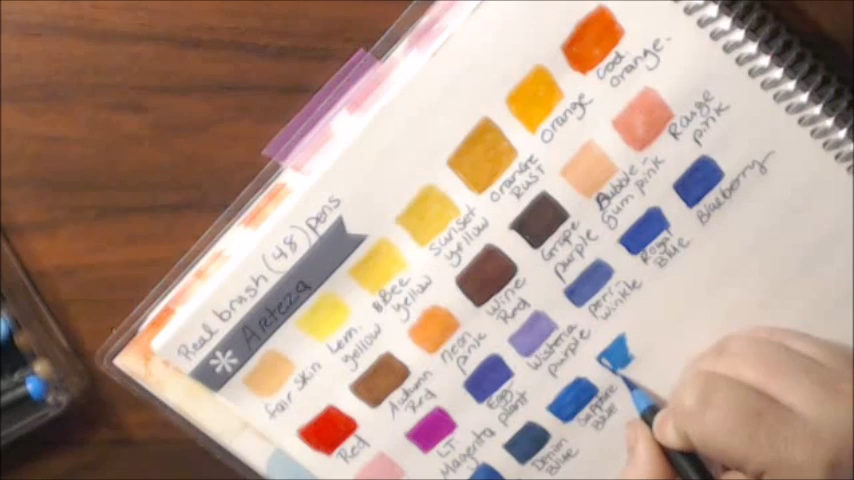 Real brush (48) pens
* Arteza
fair skin
Lem.
yellow
BBee
yellow
Sunset
yellow
Orange
Rust
Orange
Cad
orange.
Red
Autumn
Red
neon
pink
Wine
Red
Grape
purple
Bubble-
gum pink
Rouge
pink
LT
Magenta
Egg
plant
Wisteria
purple
peri-
winkle
Royal
Blue
Blueberry
Denim
Blue
Sapphire
Blue